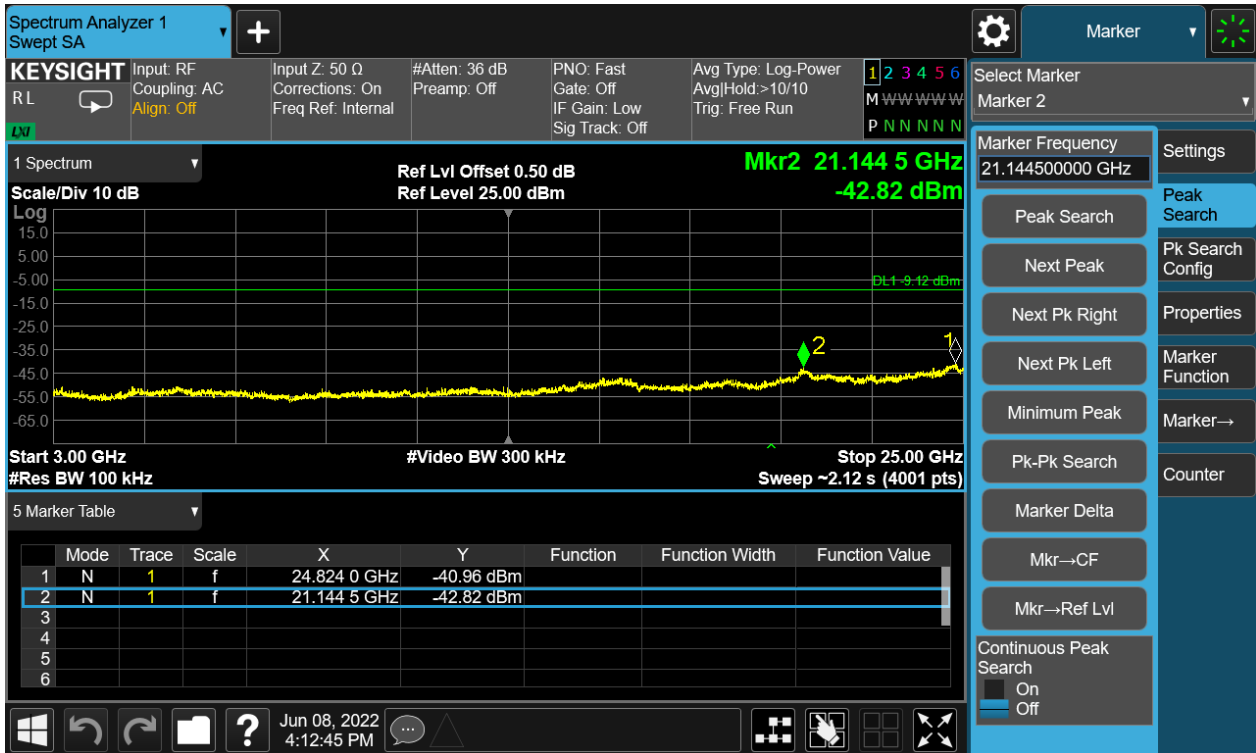 Spectrum Analyzer 1
Swept SA
Marker
KEYSIGHT
RL
LXI
Input: RF
Coupling: AC
Align: Off
Input Z: 50 Ω
Corrections: On
Freq Ref: Internal
#Atten: 36 dB
Preamp: Off
PNO: Fast
Gate: Off
IF Gain: Low
Sig Track: Off
Avg Type: Log-Power
Avg|Hold:>10/10
Trig: Free Run
1 2 3 4 5 6
M W W W W W
P N N N N N
Select Marker
Marker 2
1 Spectrum
Scale/Div 10 dB
Ref Lvl Offset 0.50 dB
Ref Level 25.00 dBm
Mkr2 21.144 5 GHz
-42.82 dBm
Log
15.0
5.00
-5.00
-15.0
-25.0
-35.0
-45.0
-55.0
-65.0
DL1 -9.12 dBm
2
1
Start 3.00 GHz
#Res BW 100 kHz
#Video BW 300 kHz
Stop 25.00 GHz
Sweep ~2.12 s (4001 pts)
5 Marker Table
Mode Trace Scale X Y Function Function Width Function Value
1 N 1 f 24.824 0 GHz -40.96 dBm
2 N 1 f 21.144 5 GHz -42.82 dBm
3
4
5
6
Marker Frequency
21.144500000 GHz
Peak Search
Next Peak
Next Pk Right
Next Pk Left
Minimum Peak
Pk-Pk Search
Marker Delta
Mkr→CF
Mkr→Ref Lvl
Continuous Peak
Search
On
Off
Settings
Peak
Search
Pk Search
Config
Properties
Marker
Function
Marker→
Counter
?
Jun 08, 2022
4:12:45 PM